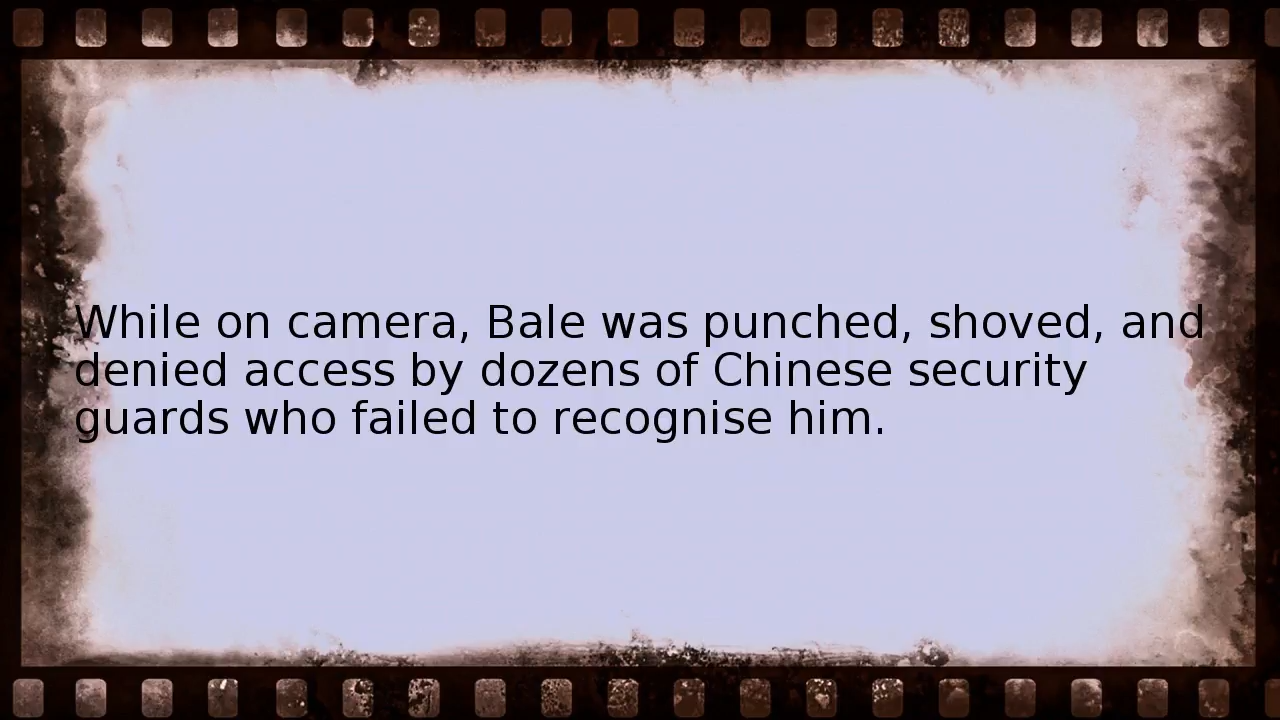 While on camera, Bale was punched, shoved, and
denied access by dozens of Chinese security
guards who failed to recognise him.